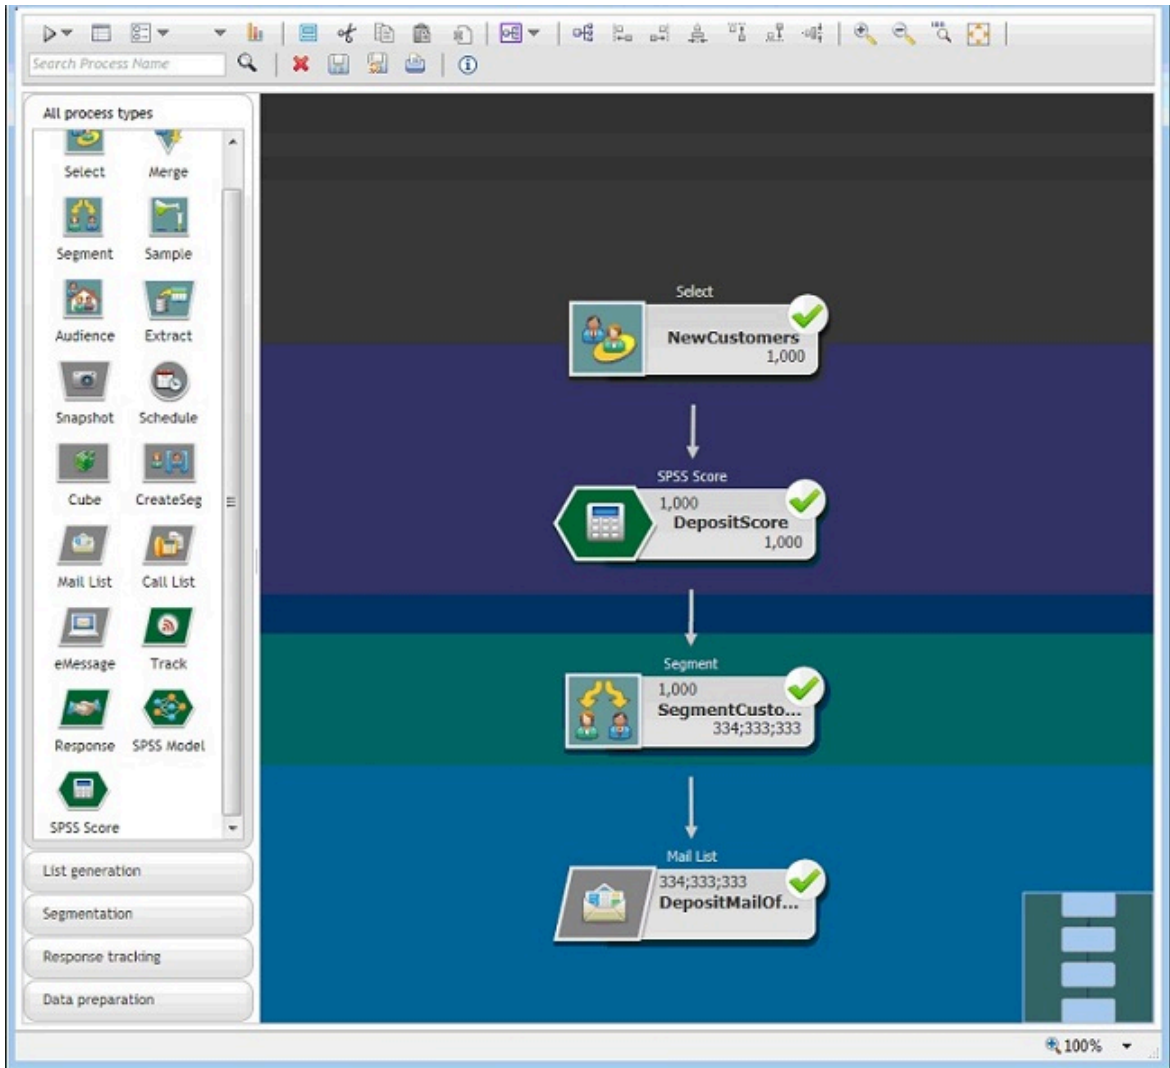 Search Process Name
All process types
Select Merge
Segment Sample
Audience Extract
Snapshot Schedule
Cube CreateSeg
Mail List Call List
eMessage Track
Response SPSS Model
SPSS Score
List generation
Segmentation
Response tracking
Data preparation
Select
NewCustomers
1,000
SPSS Score
1,000
DepositScore
1,000
Segment
1,000
SegmentCusto...
334;333;333
Mail List
334;333;333
DepositMailOf...
100%